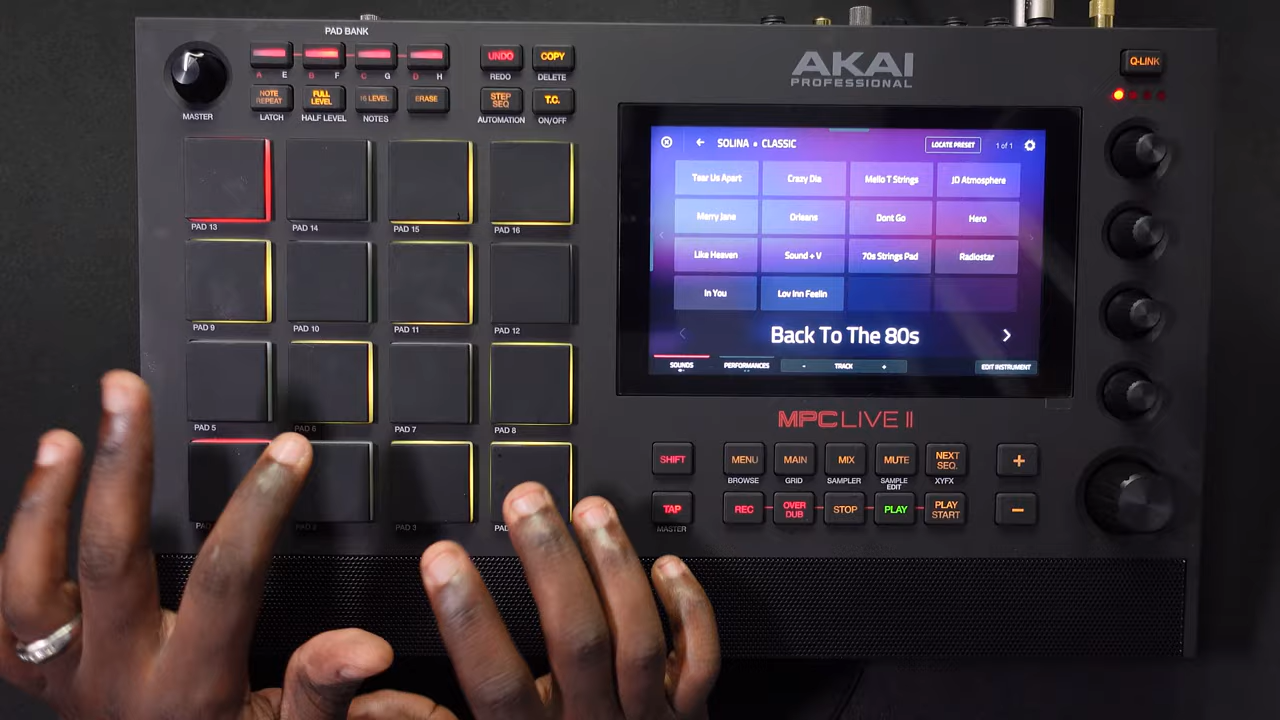 PAD BANK
A E B F C G D H
UNDO COPY
REDO DELETE
MASTER
NOTE REPEAT FULL LEVEL 16 LEVEL ERASE STEP SEQ T.C.
LATCH HALF LEVEL NOTES AUTOMATION ON/OFF
AKAI
PROFESSIONAL
Q-LINK
SOLINA • CLASSIC LOCATE PRESET 1 of 1
Tear Us Apart Crazy Dia Mello T Strings JD Atmosphere
Merry Jane Orleans Dont Go Hero
Like Heaven Sound + V 70s Strings Pad Radiostar
In You Lov Inn Feelin
Back To The 80s
SOUNDS PERFORMANCES - TRACK + EDIT INSTRUMENT
PAD 13 PAD 14 PAD 15 PAD 16
PAD 9 PAD 10 PAD 11 PAD 12
PAD 5 PAD 6 PAD 7 PAD 8
PAD 2 PAD 3
MPC LIVE II
SHIFT MENU MAIN MIX MUTE NEXT SEQ. +
BROWSE GRID SAMPLER SAMPLE EDIT XYFX
TAP REC OVER DUB STOP PLAY PLAY START −
MASTER